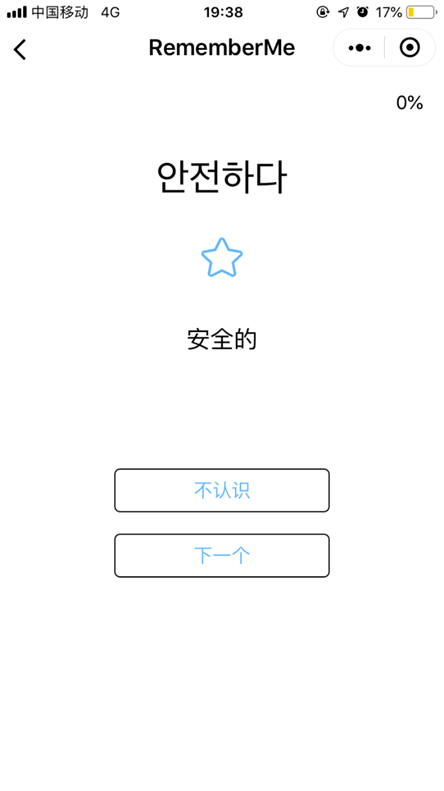 中国移动 4G 19:38 17%
RememberMe
0%
안전하다
安全的
不认识
下一个